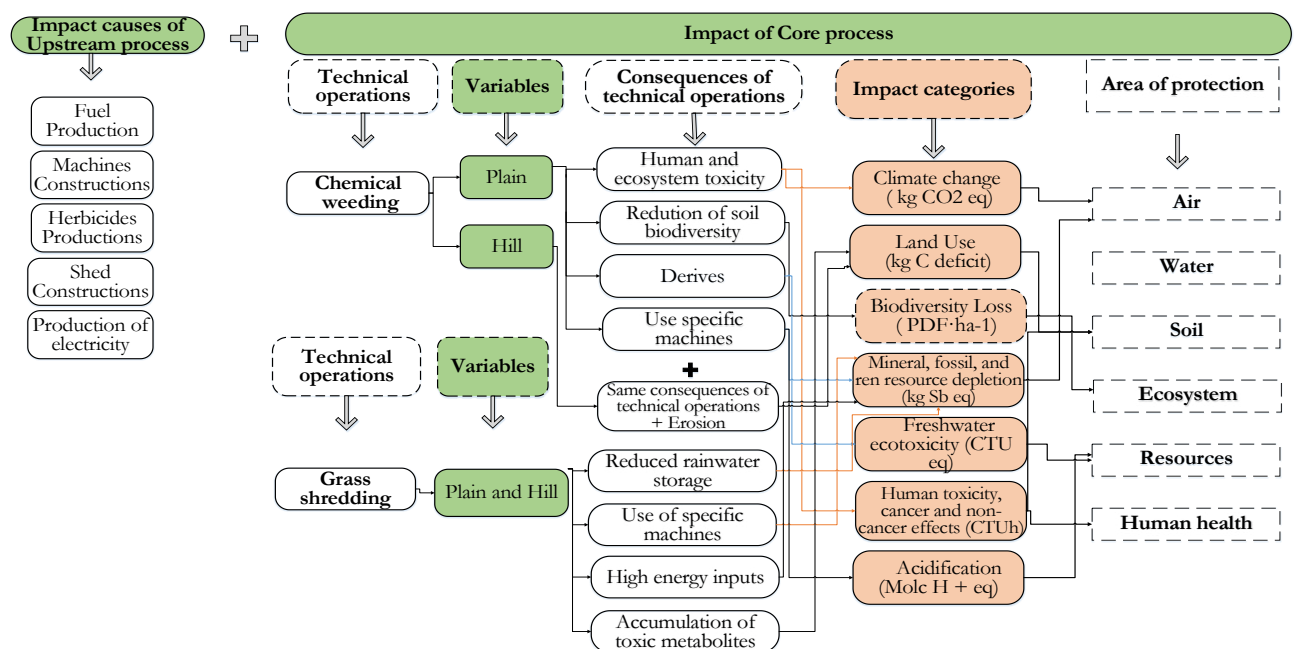 Impact causes of
Upstream process
Impact of Core process
Fuel
Production
Machines
Constructions
Herbicides
Productions
Shed
Constructions
Production of
electricity
Technical
operations
Variables
Consequences of
technical operations
Impact categories
Area of protection
Chemical
weeding
Plain
Hill
Technical
operations
Variables
Grass
shredding
Plain and Hill
Human and
ecosystem toxicity
Redution of soil
biodiversity
Derives
Use specific
machines
+
Same consequences of
technical operations
+ Erosion
Reduced rainwater
storage
Use of specific
machines
High energy inputs
Accumulation of
toxic metabolites
Climate change
( kg CO2 eq)
Land Use
(kg C deficit)
Biodiversity Loss
( PDF·ha-1)
Mineral, fossil, and
ren resource depletion
(kg Sb eq)
Freshwater
ecotoxicity (CTU
eq)
Human toxicity,
cancer and non-
cancer effects (CTUh)
Acidification
(Molc H + eq)
Air
Water
Soil
Ecosystem
Resources
Human health